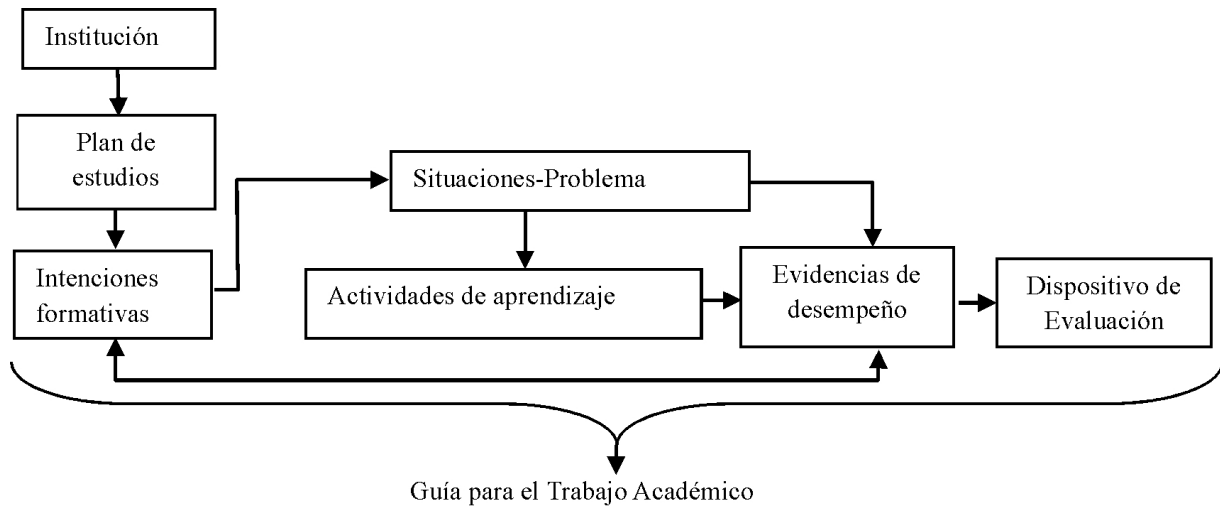 Institución
Plan de
estudios
Situaciones-Problema
Intenciones
formativas
Actividades de aprendizaje
Evidencias de
desempeño
Dispositivo de
Evaluación
Guía para el Trabajo Académico